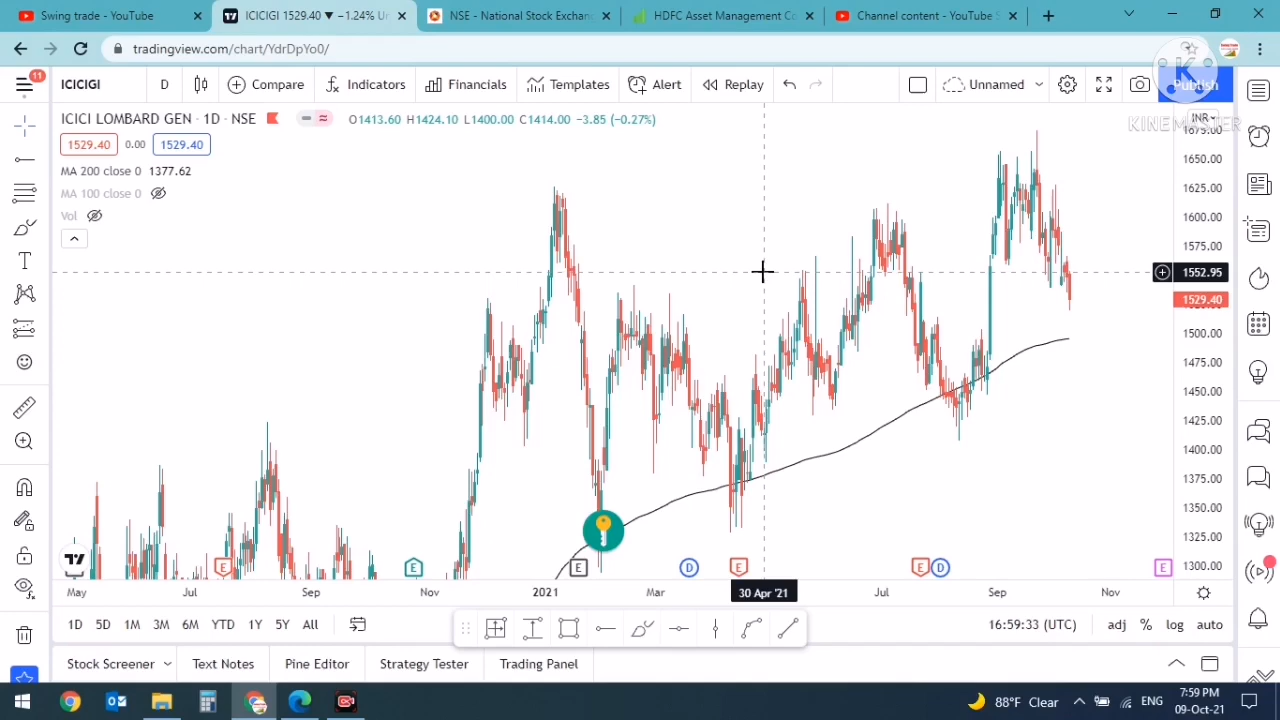 Swing trade - YouTube
ICICIGI 1529.40 ▼ −1.24% Un
NSE - National Stock Exchan
HDFC Asset Management Co
Channel content - YouTube S
tradingview.com/chart/YdrDpYo0/
11
ICICIGI
D
Compare
Indicators
Financials
Templates
Alert
Replay
Unnamed
Publish
K
KINEMASTER
ICICI LOMBARD GEN · 1D · NSE
O1413.60 H1424.10 L1400.00 C1414.00 −3.85 (−0.27%)
INR
1529.40
0.00
1529.40
MA 200 close 0 1377.62
MA 100 close 0
Vol
1675.00
1650.00
1625.00
1600.00
1575.00
1552.95
1529.40
1500.00
1475.00
1450.00
1425.00
1400.00
1375.00
1350.00
1325.00
1300.00
E
E
E
D
E
E
D
E
May
Jul
Sep
Nov
2021
Mar
30 Apr '21
Jul
Sep
Nov
1D 5D 1M 3M 6M YTD 1Y 5Y All
16:59:33 (UTC)
adj % log auto
Stock Screener
Text Notes
Pine Editor
Strategy Tester
Trading Panel
88°F Clear
ENG
7:59 PM
09-Oct-21